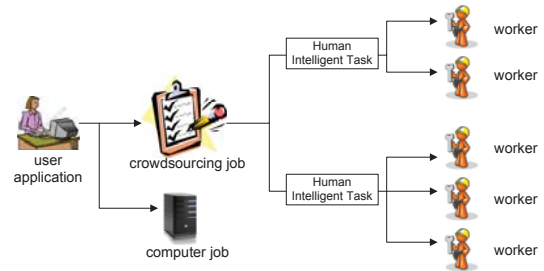 Human
Intelligent Task
worker
worker
user
application
crowdsourcing job
computer job
Human
Intelligent Task
worker
worker
worker